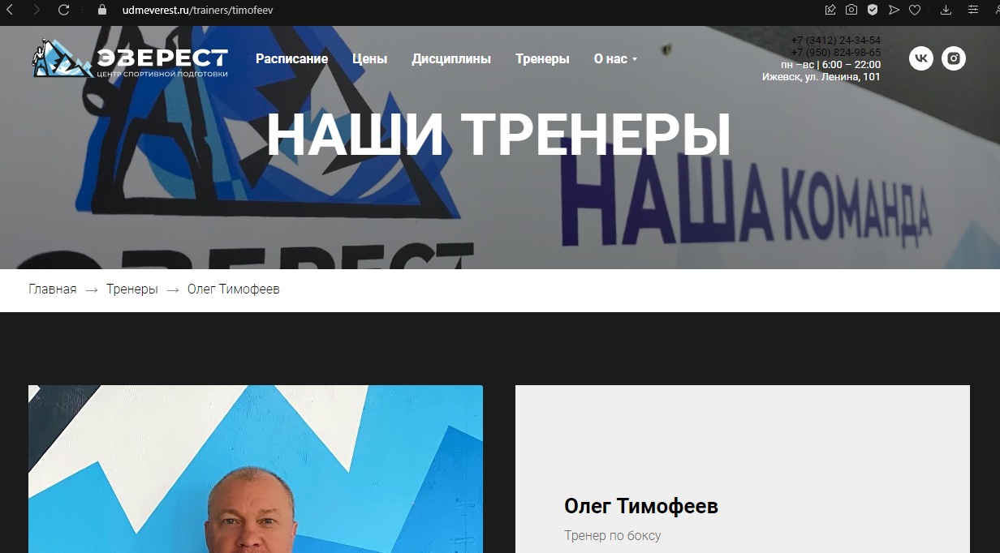 udmeverest.ru/trainers/timofeev
ЭЗЕРЕСТ
ЦЕНТР СПОРТИВНОЙ ПОДГОТОВКИ
Расписание Цены Дисциплины Тренеры О нас
+7 (3412) 24-34-54
+7 (950) 824-98-65
пн –вс | 6:00 – 22:00
Ижевск, ул. Ленина, 101
НАШИ ТРЕНЕРЫ
НАША КОМАНДА
ЭВЕРЕСТ
Главная → Тренеры → Олег Тимофеев
Олег Тимофеев
Тренер по боксу